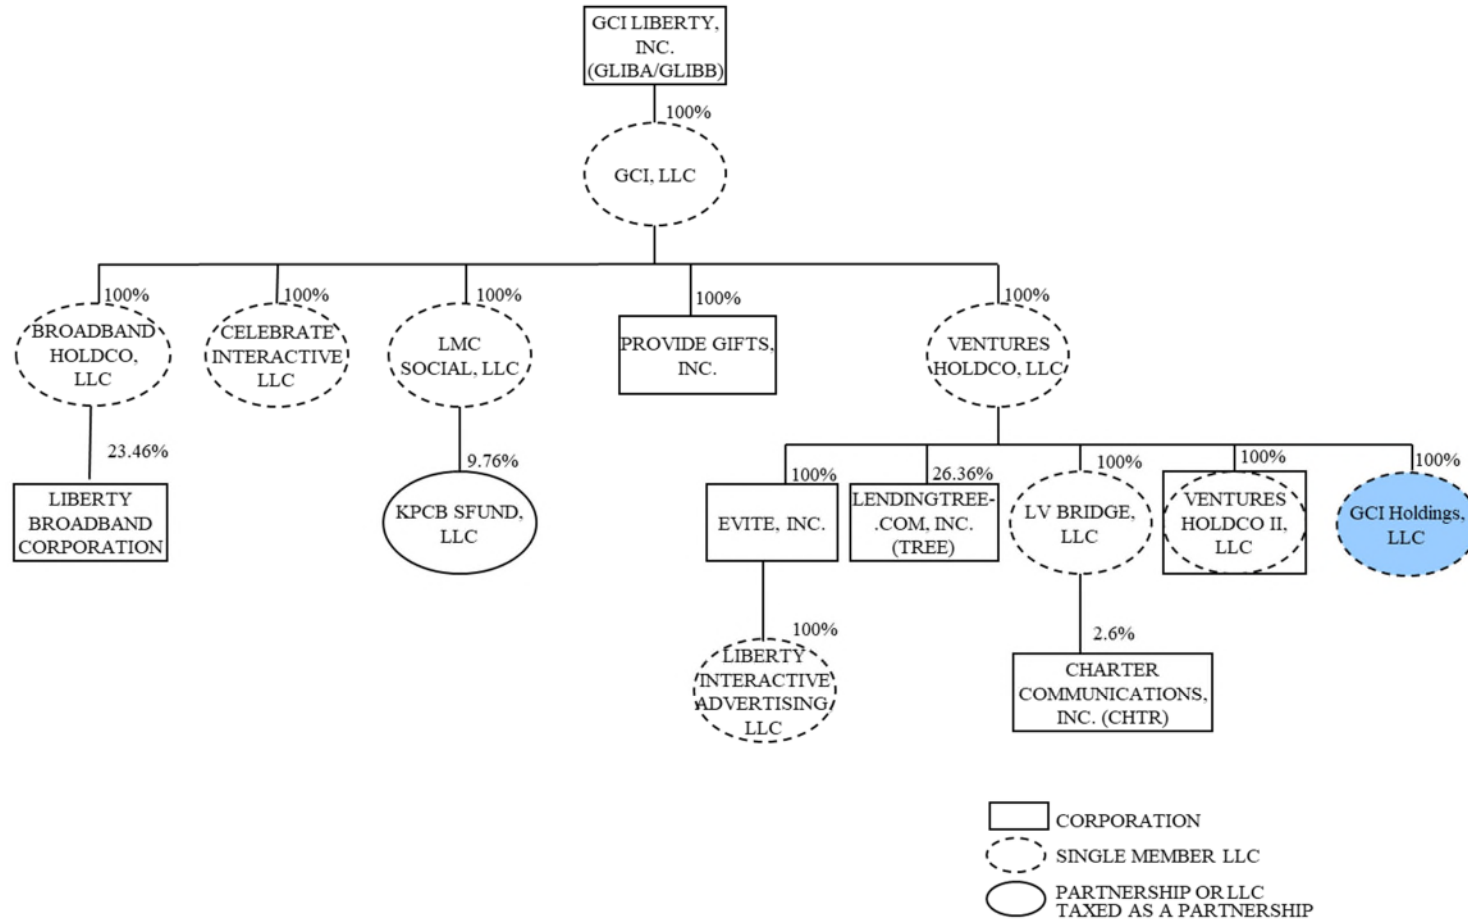 GCI LIBERTY,
INC.
(GLIBA/GLIBB)
100%
GCI, LLC
100%
100%
100%
100%
100%
BROADBAND
HOLDCO,
LLC
CELEBRATE
INTERACTIVE
LLC
LMC
SOCIAL, LLC
PROVIDE GIFTS,
INC.
VENTURES
HOLDCO, LLC
23.46%
9.76%
100%
26.36%
100%
100%
100%
LIBERTY
BROADBAND
CORPORATION
KPCB SFUND,
LLC
EVITE, INC.
LENDINGTREE-
.COM, INC.
(TREE)
LV BRIDGE,
LLC
VENTURES
HOLDCO II,
LLC
GCI Holdings,
LLC
100%
2.6%
LIBERTY
INTERACTIVE
ADVERTISING,
LLC
CHARTER
COMMUNICATIONS,
INC. (CHTR)
CORPORATION
SINGLE MEMBER LLC
PARTNERSHIP OR LLC
TAXED AS A PARTNERSHIP